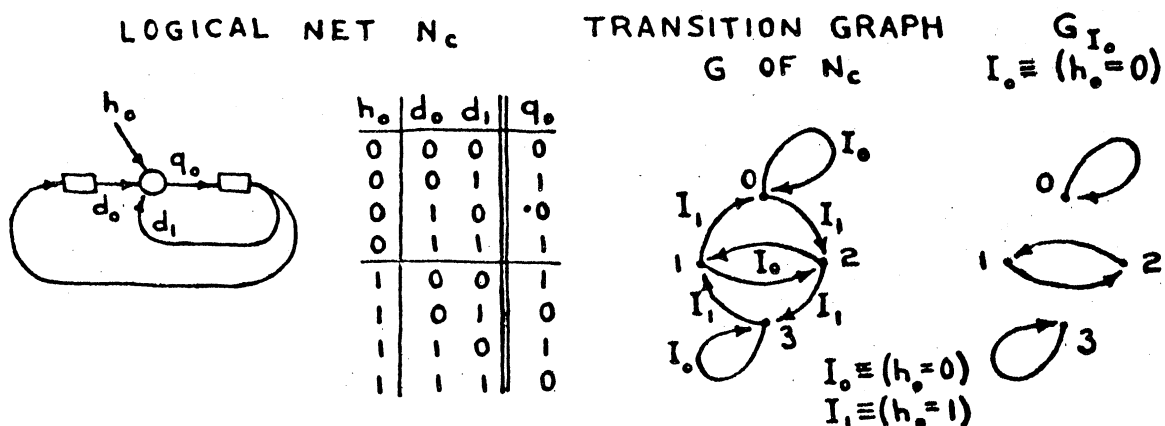 LOGICAL NET Nc
h₀
q₀
d₀
d₁
h₀ d₀ d₁ q₀
0 0 0 0
0 0 1 1
0 1 0 0
0 1 1 1
1 0 0 1
1 0 1 0
1 1 0 1
1 1 1 0
TRANSITION GRAPH
G OF Nc
I₀
0
I₁ I₁
1 I₀ 2
I₁ I₁
3
I₀
I₀ ≡ (h₀ = 0)
I₁ ≡ (h₀ = 1)
G I₀
I₀ ≡ (h₀ = 0)
0
1 2
3